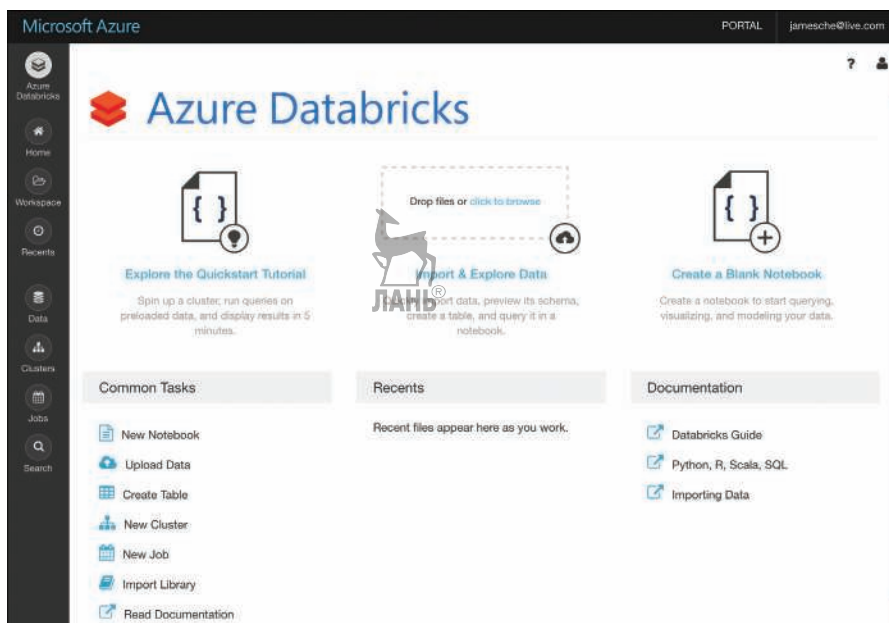 Microsoft Azure
PORTAL
jamesche@live.com
Azure Databricks
Home
Workspace
Recents
Data
Clusters
Jobs
Search
?
Azure Databricks
{ }
Explore the Quickstart Tutorial
Spin up a cluster, run queries on
preloaded data, and display results in 5
minutes.
Drop files or click to browse
Import & Explore Data
Quickly import data, preview its schema,
create a table, and query it in a
notebook.
ЛАНЬ®
{ }
Create a Blank Notebook
Create a notebook to start querying,
visualizing, and modeling your data.
Common Tasks
New Notebook
Upload Data
Create Table
New Cluster
New Job
Import Library
Read Documentation
Recents
Recent files appear here as you work.
Documentation
Databricks Guide
Python, R, Scala, SQL
Importing Data